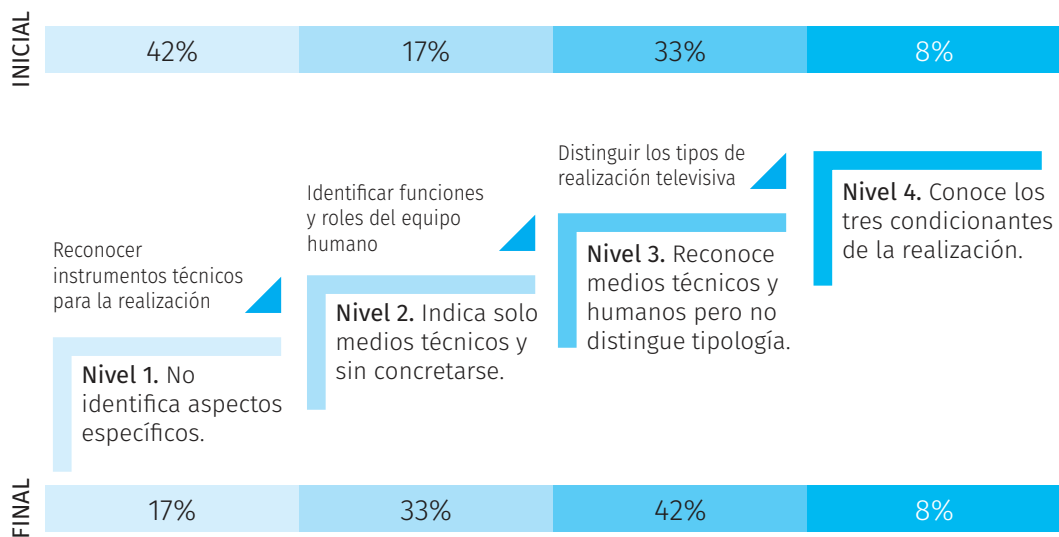 INICIAL
42%
17%
33%
8%
Reconocer
instrumentos técnicos
para la realización
Identificar funciones
y roles del equipo
humano
Distinguir los tipos de
realización televisiva
Nivel 1. No
identifica aspectos
específicos.
Nivel 2. Indica solo
medios técnicos y
sin concretarse.
Nivel 3. Reconoce
medios técnicos y
humanos pero no
distingue tipología.
Nivel 4. Conoce los
tres condicionantes
de la realización.
FINAL
17%
33%
42%
8%